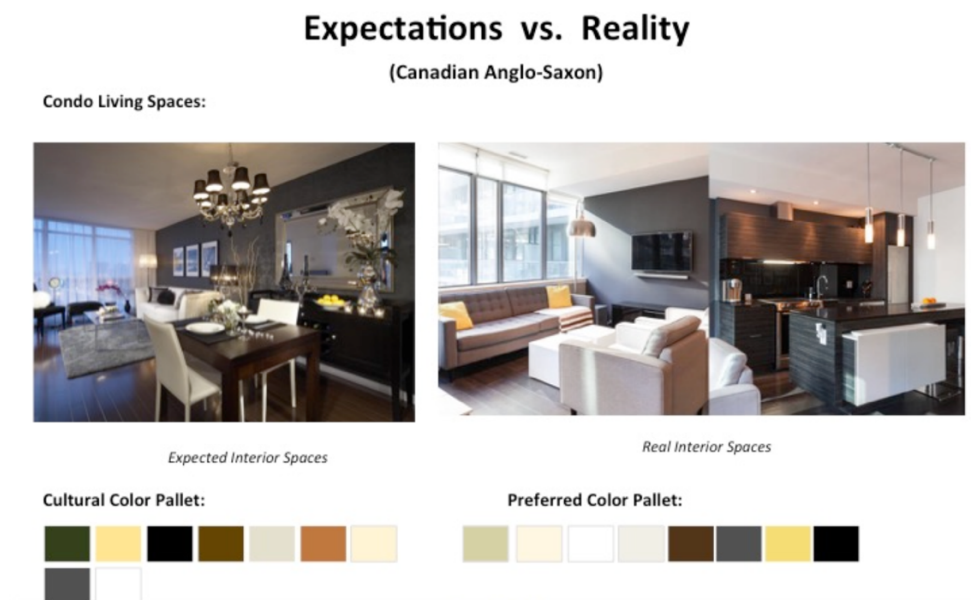 Expectations vs. Reality
(Canadian Anglo-Saxon)
Condo Living Spaces:
Expected Interior Spaces
Real Interior Spaces
Cultural Color Pallet:
Preferred Color Pallet: